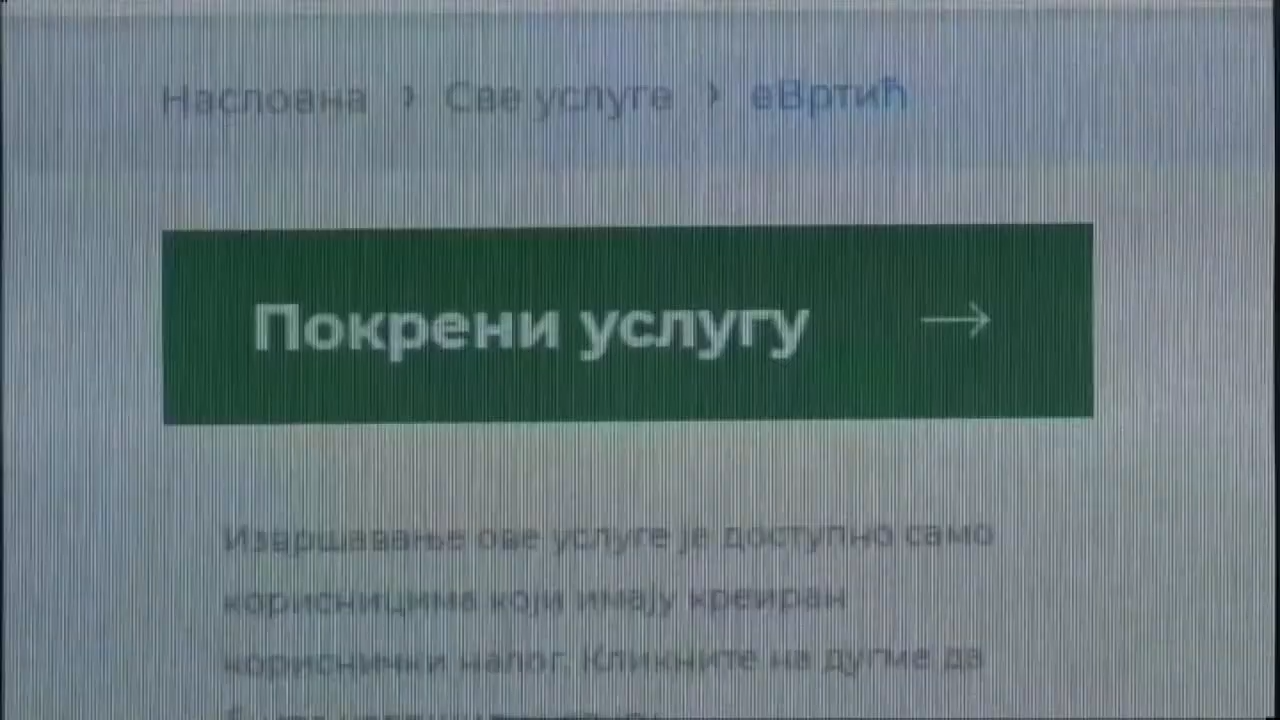 Насловна › Све услуге › еВртић
Покрени услугу →
Извршавање ове услуге је доступно само
корисницима који имају креиран
кориснички налог. Кликните на дугме да